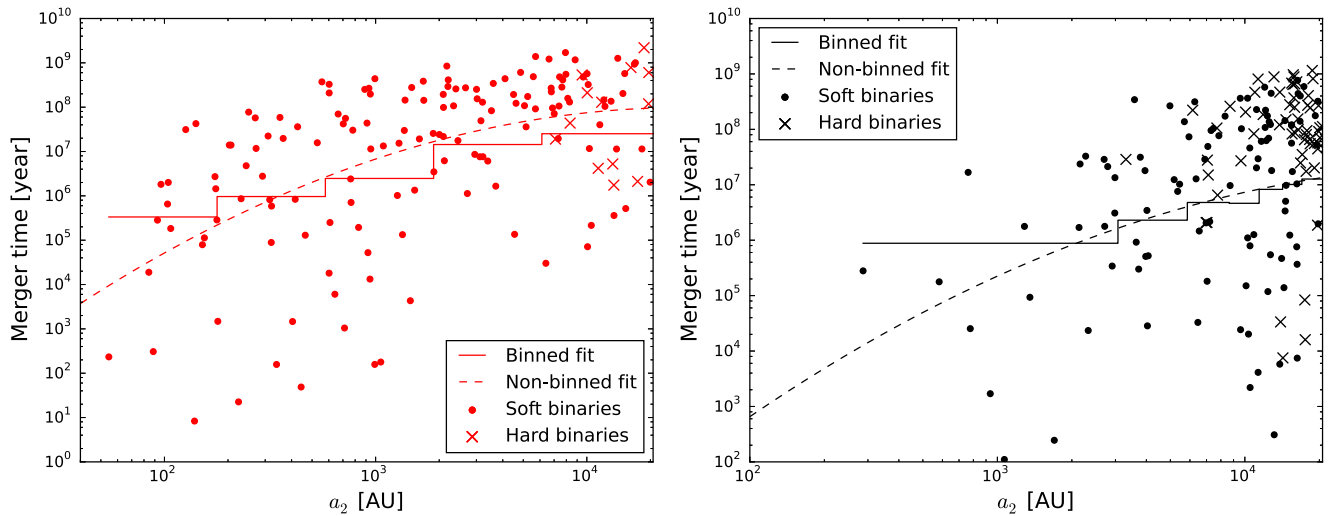 10^10
10^9
10^8
10^7
10^6
10^5
10^4
10^3
10^2
10^1
10^0
Merger time [year]
Binned fit
Non-binned fit
Soft binaries
Hard binaries
10^2
10^3
10^4
a_2 [AU]
10^10
10^9
10^8
10^7
10^6
10^5
10^4
10^3
10^2
Merger time [year]
Binned fit
Non-binned fit
Soft binaries
Hard binaries
10^2
10^3
10^4
a_2 [AU]